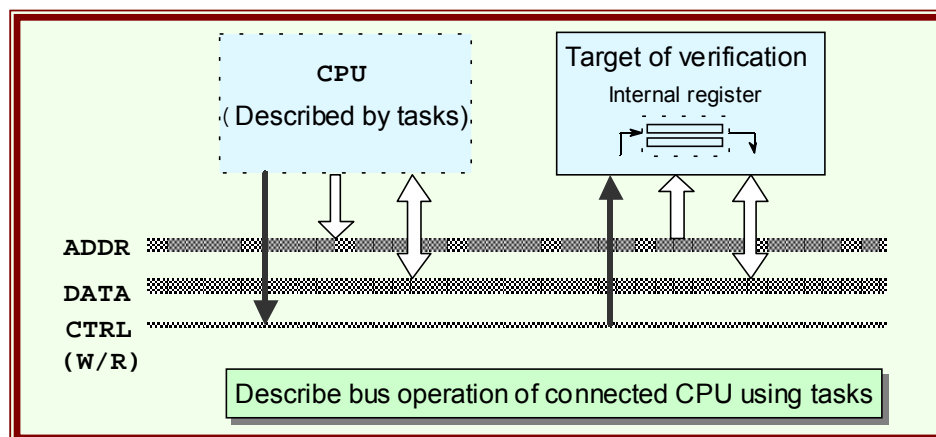 CPU
( Described by tasks)
Target of verification
Internal register
ADDR
DATA
CTRL
(W/R)
Describe bus operation of connected CPU using tasks